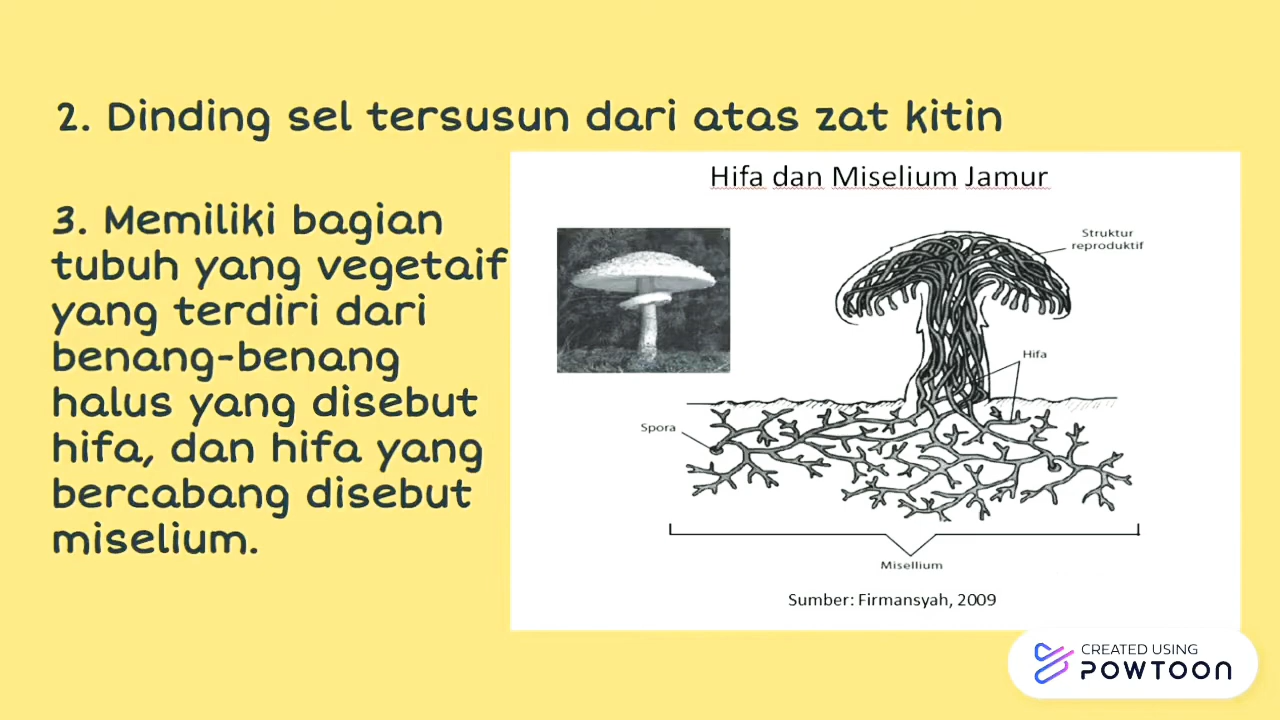 2. Dinding sel tersusun dari atas zat kitin
3. Memiliki bagian
tubuh yang vegetaif
yang terdiri dari
benang-benang
halus yang disebut
hifa, dan hifa yang
bercabang disebut
miselium.
Hifa dan Miselium Jamur
Struktur
reproduktif
Hifa
Spora
Misellium
Sumber: Firmansyah, 2009
CREATED USING
POWTOON